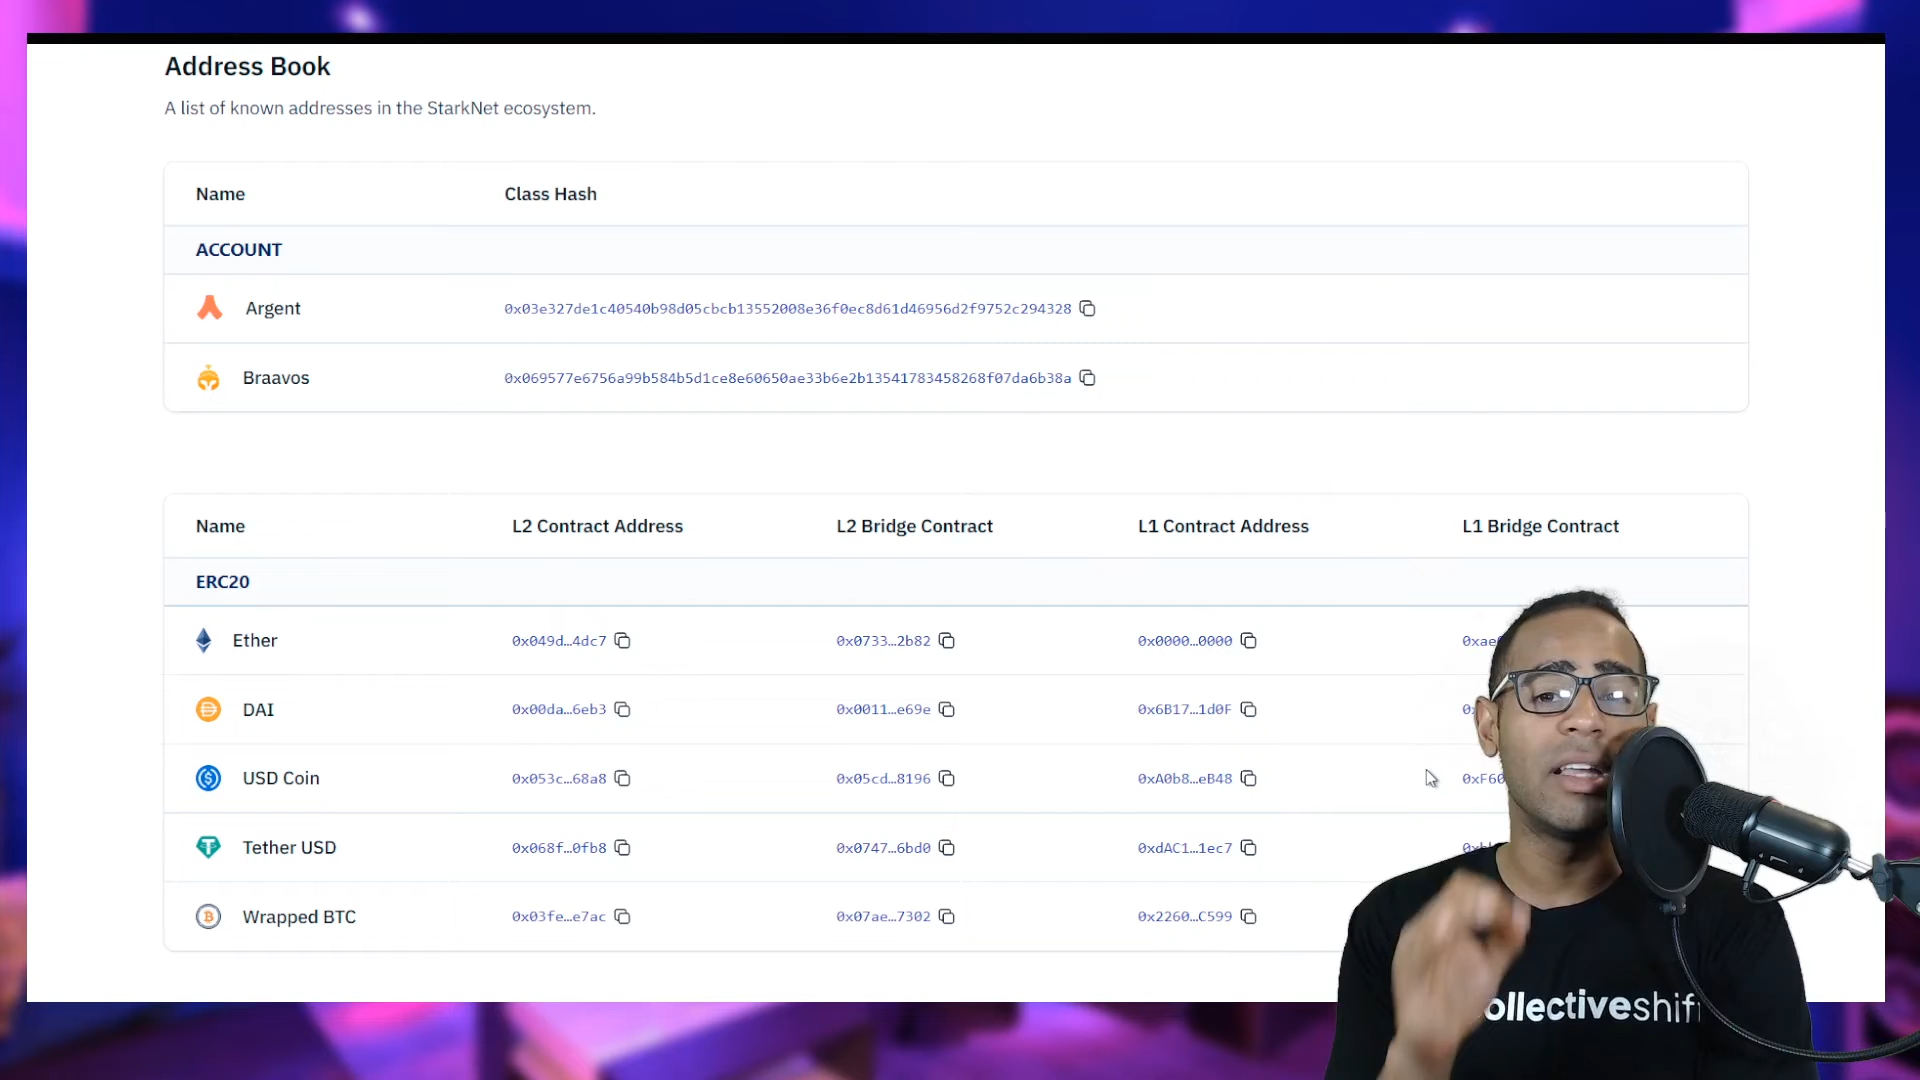 Address Book
A list of known addresses in the StarkNet ecosystem.
Name Class Hash
ACCOUNT
Argent 0x03e327de1c40540b98d05cbcb13552008e36f0ec8d61d46956d2f9752c294328
Braavos 0x069577e6756a99b584b5d1ce8e60650ae33b6e2b13541783458268f07da6b38a
Name L2 Contract Address L2 Bridge Contract L1 Contract Address L1 Bridge Contract
ERC20
Ether 0x049d…4dc7 0x0733…2b82 0x0000…0000 0xae
DAI 0x00da…6eb3 0x0011…e69e 0x6B17…1d0F
USD Coin 0x053c…68a8 0x05cd…8196 0xA0b8…eB48 0xF60
Tether USD 0x068f…0fb8 0x0747…6bd0 0xdAC1…1ec7
Wrapped BTC 0x03fe…e7ac 0x07ae…7302 0x2260…C599
ollectiveshif